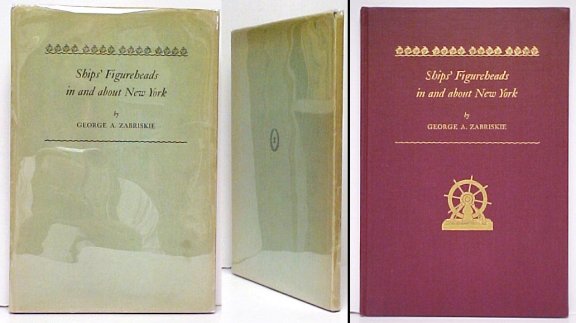 Ships' Figureheads
in and about New York
by
GEORGE A. ZABRISKIE
Ships' Figureheads
in and about New York
by
GEORGE A. ZABRISKIE